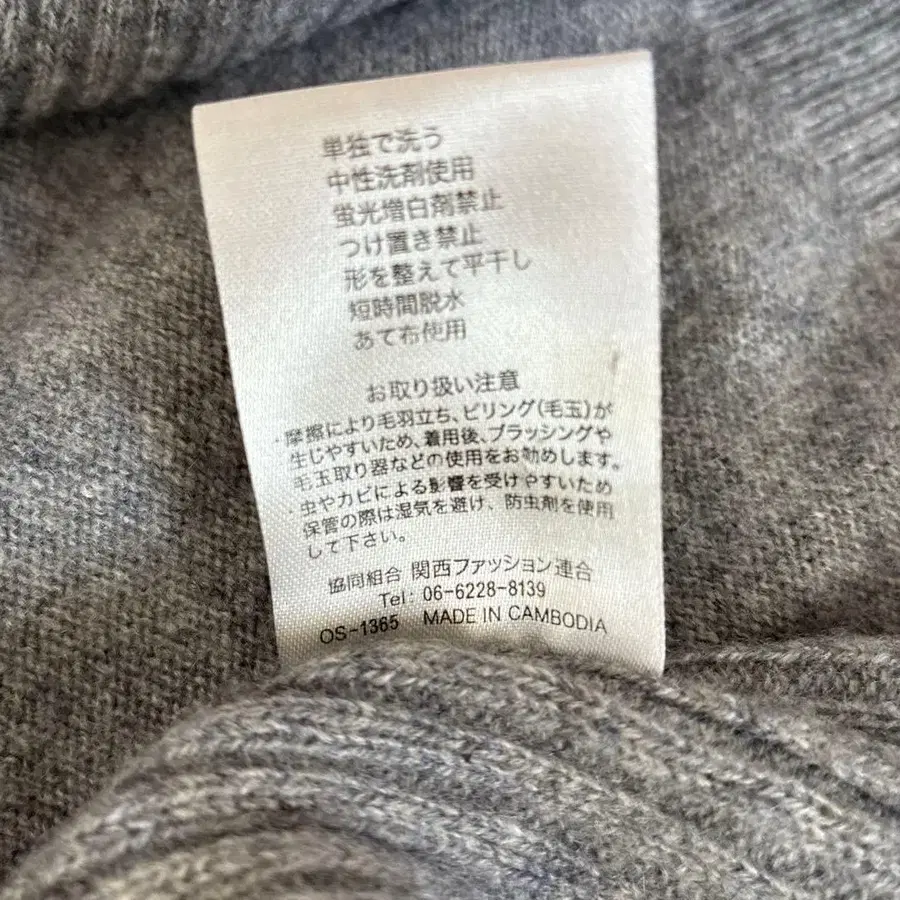 単独で洗う
中性洗剤使用
蛍光増白剤禁止
つけ置き禁止
形を整えて平干し
短時間脱水
あて布使用
お取り扱い注意
・摩擦により毛羽立ち、ピリング(毛玉)が
生じやすいため、着用後、ブラッシングや
毛玉取り器などの使用をお勧めします。
・虫やカビによる影響を受けやすいため
保管の際は湿気を避け、防虫剤を使用
して下さい。
協同組合 関西ファッション連合
Tel: 06-6228-8139
OS-1365 MADE IN CAMBODIA